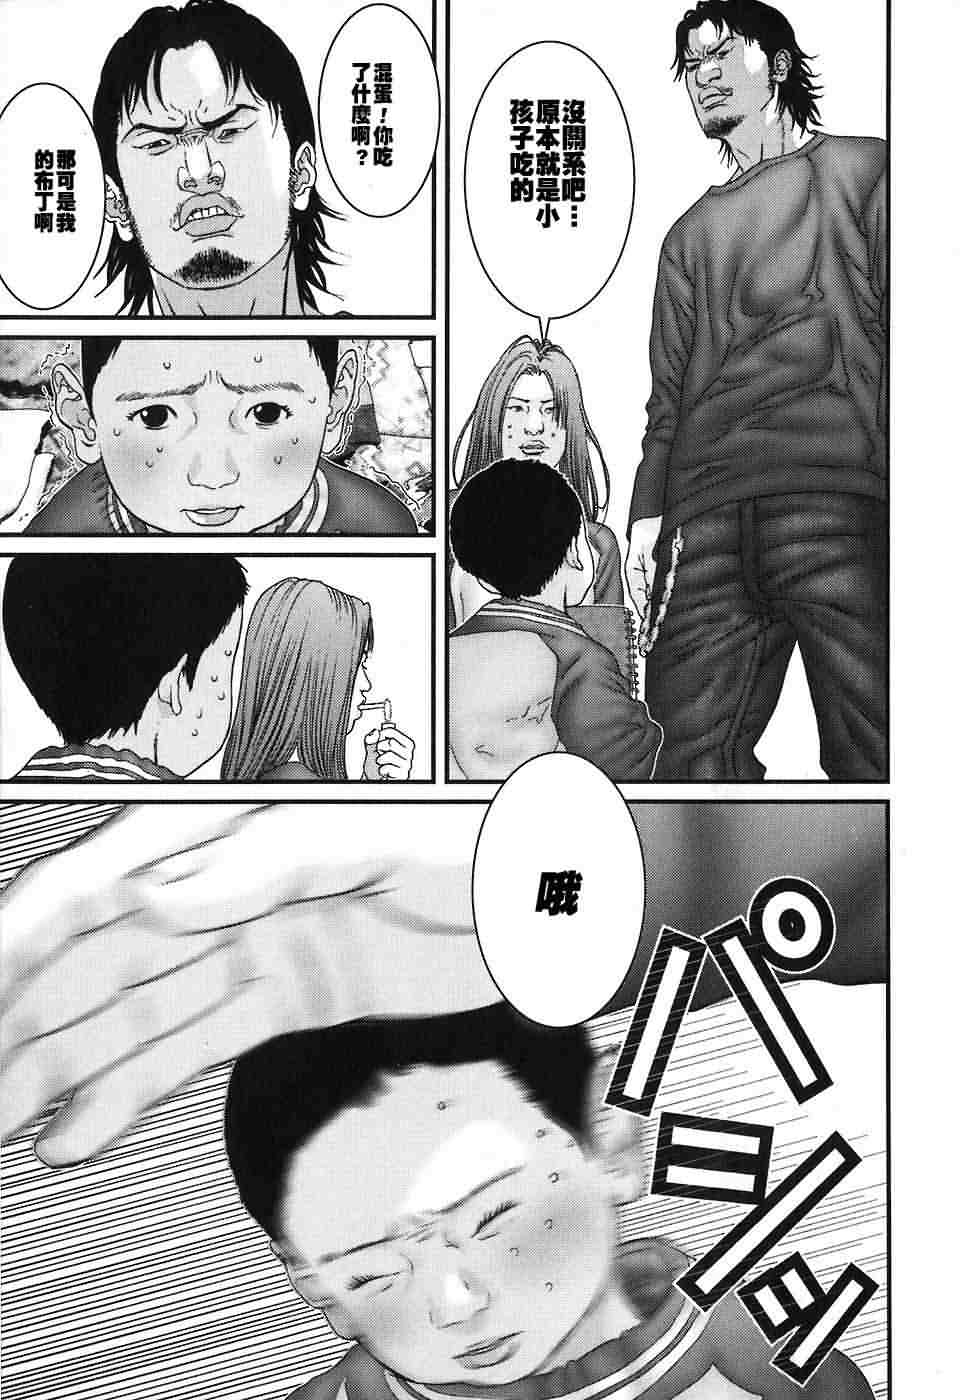 沒關系吧…
原本就是小
孩子吃的
混蛋！你吃
了什麼啊？
那可是我
的布丁啊
哦
パシッ